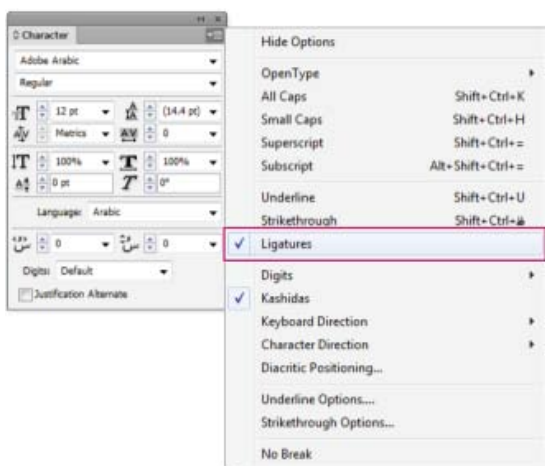 Character
Adobe Arabic
Regular
12 pt
(14.4 pt)
Metrics
0
100%
100%
0 pt
0°
Language: Arabic
0
0
Digits: Default
Justification Alternate
Hide Options
OpenType
All Caps Shift+Ctrl+K
Small Caps Shift+Ctrl+H
Superscript Shift+Ctrl+=
Subscript Alt+Shift+Ctrl+=
Underline Shift+Ctrl+U
Strikethrough Shift+Ctrl+
Ligatures
Digits
Kashidas
Keyboard Direction
Character Direction
Diacritic Positioning...
Underline Options....
Strikethrough Options...
No Break